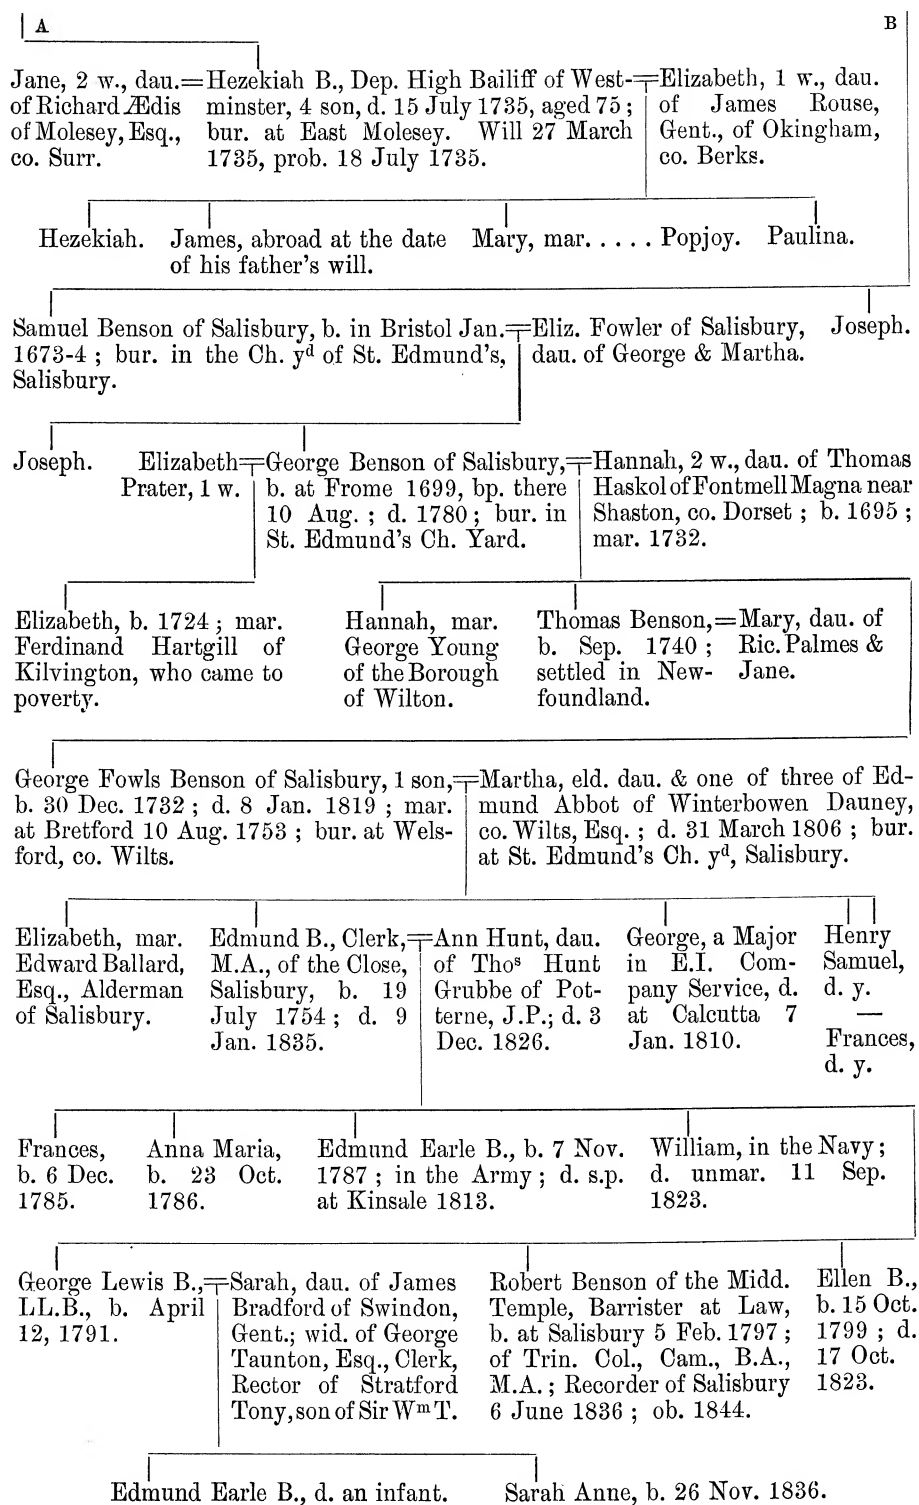 A
B
Jane, 2 w., dau.
of Richard Ædis
of Molesey, Esq.,
co. Surr.
=Hezekiah B., Dep. High Bailiff of West-
minster, 4 son, d. 15 July 1735, aged 75 ;
bur. at East Molesey. Will 27 March
1735, prob. 18 July 1735.
=Elizabeth, 1 w., dau.
of James Rouse,
Gent., of Okingham,
co. Berks.
Hezekiah.
James, abroad at the date
of his father's will.
Mary, mar. . . . . . Popjoy.
Paulina.
Samuel Benson of Salisbury, b. in Bristol Jan.
1673-4 ; bur. in the Ch. yᵈ of St. Edmund's,
Salisbury.
=Eliz. Fowler of Salisbury,
dau. of George & Martha.
Joseph.
Joseph.
Elizabeth
Prater, 1 w.
=George Benson of Salisbury,
b. at Frome 1699, bp. there
10 Aug. ; d. 1780 ; bur. in
St. Edmund's Ch. Yard.
=Hannah, 2 w., dau. of Thomas
Haskol of Fontmell Magna near
Shaston, co. Dorset ; b. 1695 ;
mar. 1732.
Elizabeth, b. 1724 ; mar.
Ferdinand Hartgill of
Kilvington, who came to
poverty.
Hannah, mar.
George Young
of the Borough
of Wilton.
Thomas Benson,
b. Sep. 1740 ;
settled in New-
foundland.
=Mary, dau. of
Ric. Palmes &
Jane.
George Fowls Benson of Salisbury, 1 son,
b. 30 Dec. 1732 ; d. 8 Jan. 1819 ; mar.
at Bretford 10 Aug. 1753 ; bur. at Wels-
ford, co. Wilts.
=Martha, eld. dau. & one of three of Ed-
mund Abbot of Winterbowen Dauney,
co. Wilts, Esq. ; d. 31 March 1806 ; bur.
at St. Edmund's Ch. yᵈ, Salisbury.
Elizabeth, mar.
Edward Ballard,
Esq., Alderman
of Salisbury.
Edmund B., Clerk,
M.A., of the Close,
Salisbury, b. 19
July 1754 ; d. 9
Jan. 1835.
=Ann Hunt, dau.
of Thoˢ Hunt
Grubbe of Pot-
terne, J.P.; d. 3
Dec. 1826.
George, a Major
in E.I. Com-
pany Service, d.
at Calcutta 7
Jan. 1810.
Henry
Samuel,
d. y.
—
Frances,
d. y.
Frances,
b. 6 Dec.
1785.
Anna Maria,
b. 23 Oct.
1786.
Edmund Earle B., b. 7 Nov.
1787 ; in the Army ; d. s.p.
at Kinsale 1813.
William, in the Navy ;
d. unmar. 11 Sep.
1823.
George Lewis B.,
LL.B., b. April
12, 1791.
=Sarah, dau. of James
Bradford of Swindon,
Gent.; wid. of George
Taunton, Esq., Clerk,
Rector of Stratford
Tony, son of Sir Wᵐ T.
Robert Benson of the Midd.
Temple, Barrister at Law,
b. at Salisbury 5 Feb. 1797 ;
of Trin. Col., Cam., B.A.,
M.A. ; Recorder of Salisbury
6 June 1836 ; ob. 1844.
Ellen B.,
b. 15 Oct.
1799 ; d.
17 Oct.
1823.
Edmund Earle B., d. an infant.
Sarah Anne, b. 26 Nov. 1836.